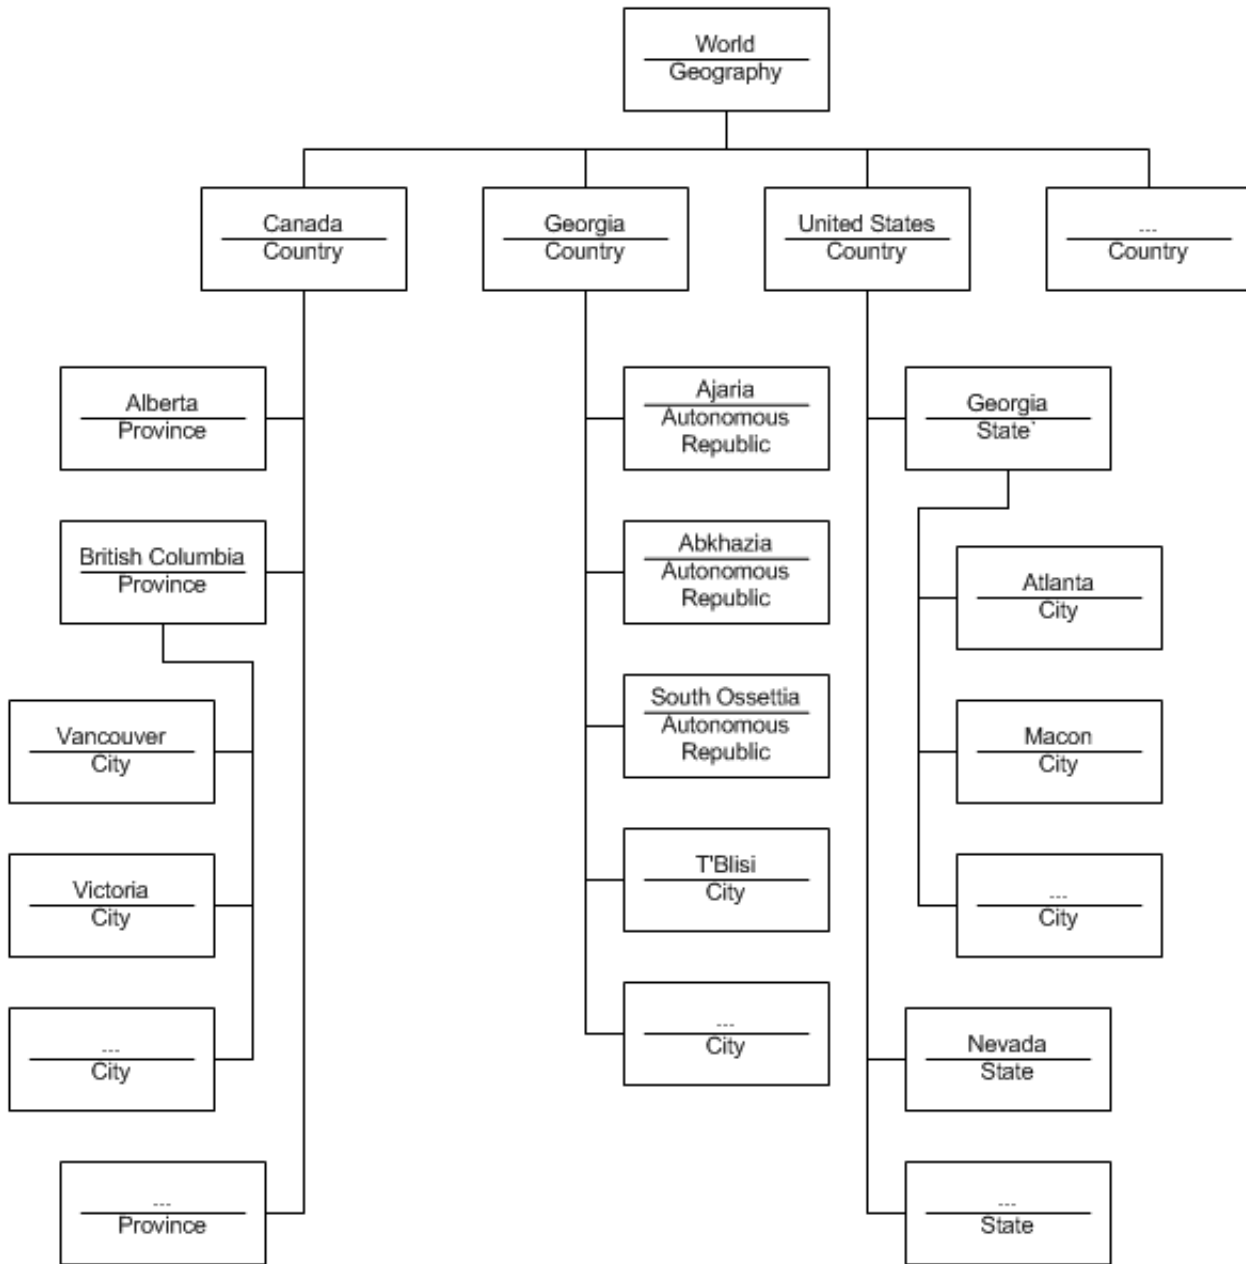 World
Geography
Canada
Country
Georgia
Country
United States
Country
...
Country
Alberta
Province
British Columbia
Province
Vancouver
City
Victoria
City
...
City
...
Province
Ajaria
Autonomous
Republic
Abkhazia
Autonomous
Republic
South Ossettia
Autonomous
Republic
T'Blisi
City
...
City
Georgia
State`
Atlanta
City
Macon
City
...
City
Nevada
State
...
State